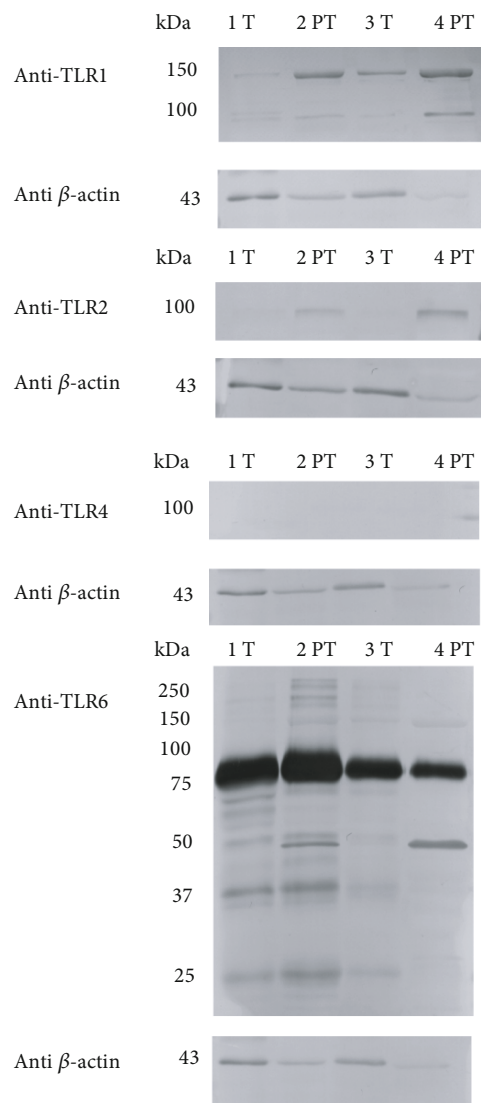 kDa 1 T 2 PT 3 T 4 PT
Anti-TLR1 150
100
Anti β-actin 43
kDa 1 T 2 PT 3 T 4 PT
Anti-TLR2 100
Anti β-actin 43
kDa 1 T 2 PT 3 T 4 PT
Anti-TLR4 100
Anti β-actin 43
kDa 1 T 2 PT 3 T 4 PT
Anti-TLR6 250
150
100
75
50
37
25
Anti β-actin 43